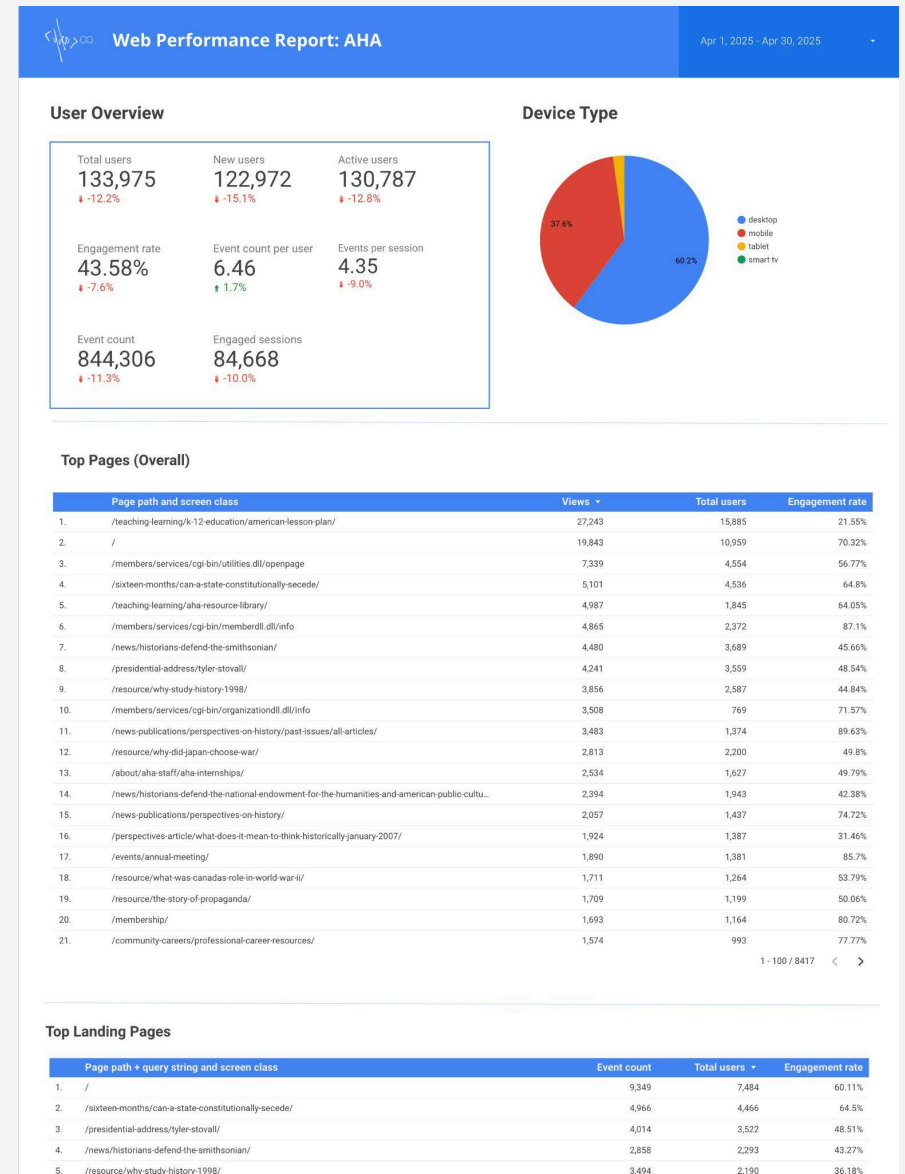 Web Performance Report: AHA
Apr 1, 2025 - Apr 30, 2025
User Overview
Total users New users Active users
133,975 122,972 130,787
-12.2% -15.1% -12.8%
Engagement rate Event count per user Events per session
43.58% 6.46 4.35
-7.6% 1.7% -9.0%
Event count Engaged sessions
844,306 84,668
-11.3% -10.0%
Device Type
37.6%
60.2%
desktop
mobile
tablet
smart tv
Top Pages (Overall)
Page path and screen class Views Total users Engagement rate
1. /teaching-learning/k-12-education/american-lesson-plan/ 27,243 15,885 21.55%
2. / 19,843 10,959 70.32%
3. /members/services/cgi-bin/utilities.dll/openpage 7,339 4,554 56.77%
4. /sixteen-months/can-a-state-constitutionally-secede/ 5,101 4,536 64.8%
5. /teaching-learning/aha-resource-library/ 4,987 1,845 64.05%
6. /members/services/cgi-bin/memberdll.dll/info 4,865 2,372 87.1%
7. /news/historians-defend-the-smithsonian/ 4,480 3,689 45.66%
8. /presidential-address/tyler-stovall/ 4,241 3,559 48.54%
9. /resource/why-study-history-1998/ 3,856 2,587 44.84%
10. /members/services/cgi-bin/organizationdll.dll/info 3,508 769 71.57%
11. /news-publications/perspectives-on-history/past-issues/all-articles/ 3,483 1,374 89.63%
12. /resource/why-did-japan-choose-war/ 2,813 2,200 49.8%
13. /about/aha-staff/aha-internships/ 2,534 1,627 49.79%
14. /news/historians-defend-the-national-endowment-for-the-humanities-and-american-public-cultu... 2,394 1,943 42.38%
15. /news-publications/perspectives-on-history/ 2,057 1,437 74.72%
16. /perspectives-article/what-does-it-mean-to-think-historically-january-2007/ 1,924 1,387 31.46%
17. /events/annual-meeting/ 1,890 1,381 85.7%
18. /resource/what-was-canadas-role-in-world-war-ii/ 1,711 1,264 53.79%
19. /resource/the-story-of-propaganda/ 1,709 1,199 50.06%
20. /membership/ 1,693 1,164 80.72%
21. /community-careers/professional-career-resources/ 1,574 993 77.77%
1 - 100 / 8417 < >
Top Landing Pages
Page path + query string and screen class Event count Total users Engagement rate
1. / 9,349 7,484 60.11%
2. /sixteen-months/can-a-state-constitutionally-secede/ 4,966 4,466 64.5%
3. /presidential-address/tyler-stovall/ 4,014 3,522 48.51%
4. /news/historians-defend-the-smithsonian/ 2,858 2,293 43.27%
5. /resource/why-study-history-1998/ 3,494 2,190 36.18%